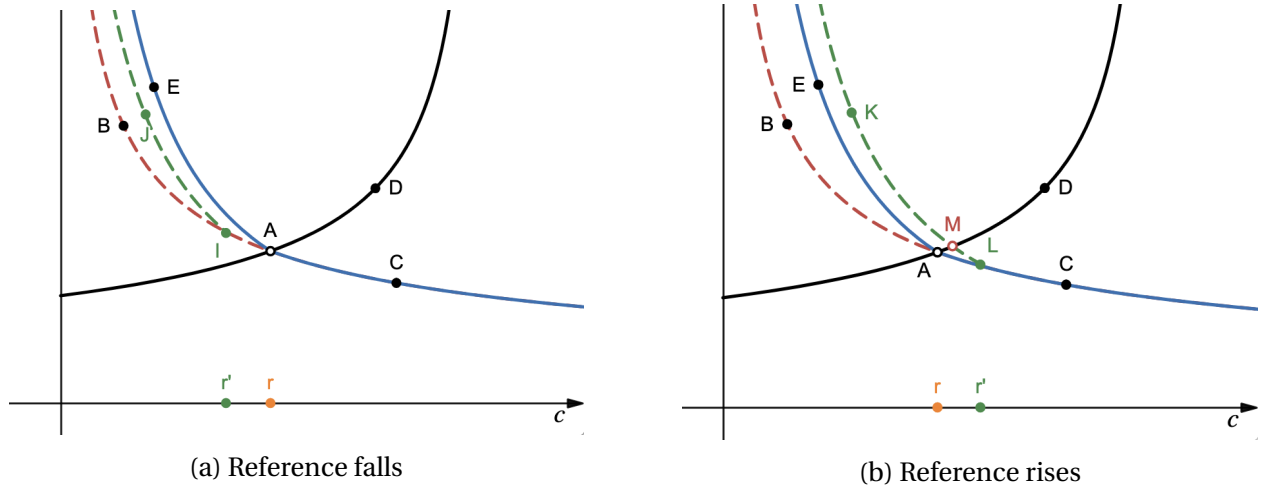 E
B
J
A
D
I
C
r'
r
c
(a) Reference falls
E
B
K
D
M
L
A
C
r
r'
c
(b) Reference rises